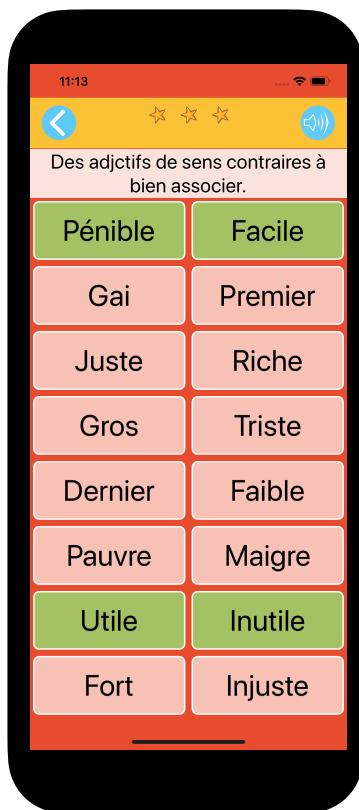 11:13
Des adjctifs de sens contraires à
bien associer.
Pénible Facile
Gai Premier
Juste Riche
Gros Triste
Dernier Faible
Pauvre Maigre
Utile Inutile
Fort Injuste